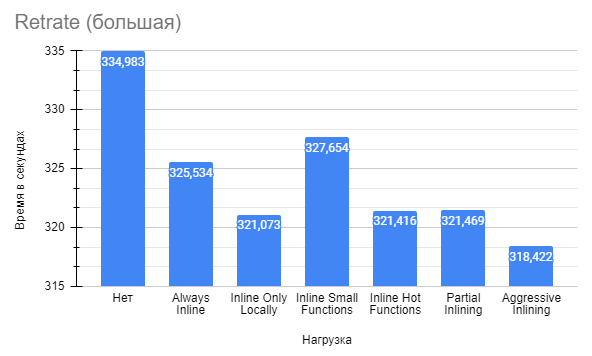 Retrate (большая)
335
330
325
320
315
Время в секундах
334,983
325,534
321,073
327,654
321,416
321,469
318,422
Нет
Always
Inline
Inline Only
Locally
Inline Small
Functions
Inline Hot
Functions
Partial
Inlining
Aggressive
Inlining
Нагрузка